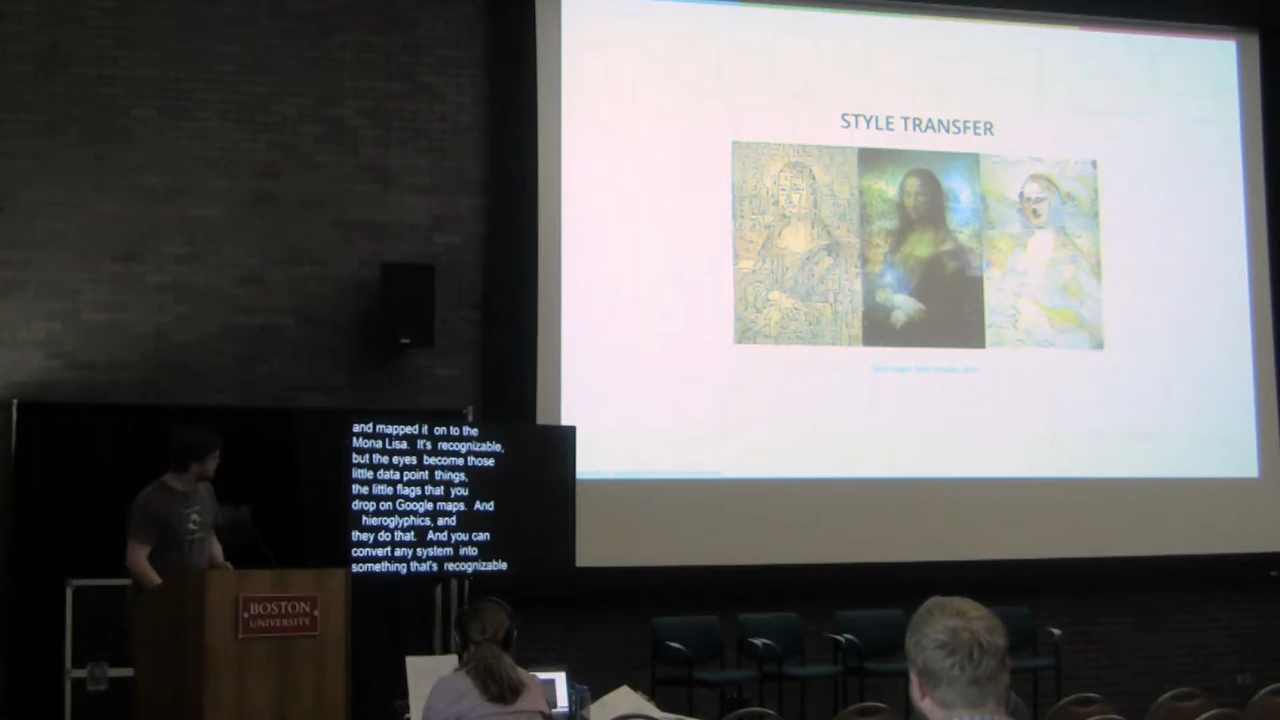 STYLE TRANSFER
and mapped it on to the
Mona Lisa. It's recognizable,
but the eyes become those
little data point things,
the little flags that you
drop on Google maps. And
hieroglyphics, and
they do that. And you can
convert any system into
something that's recognizable
BOSTON
UNIVERSITY